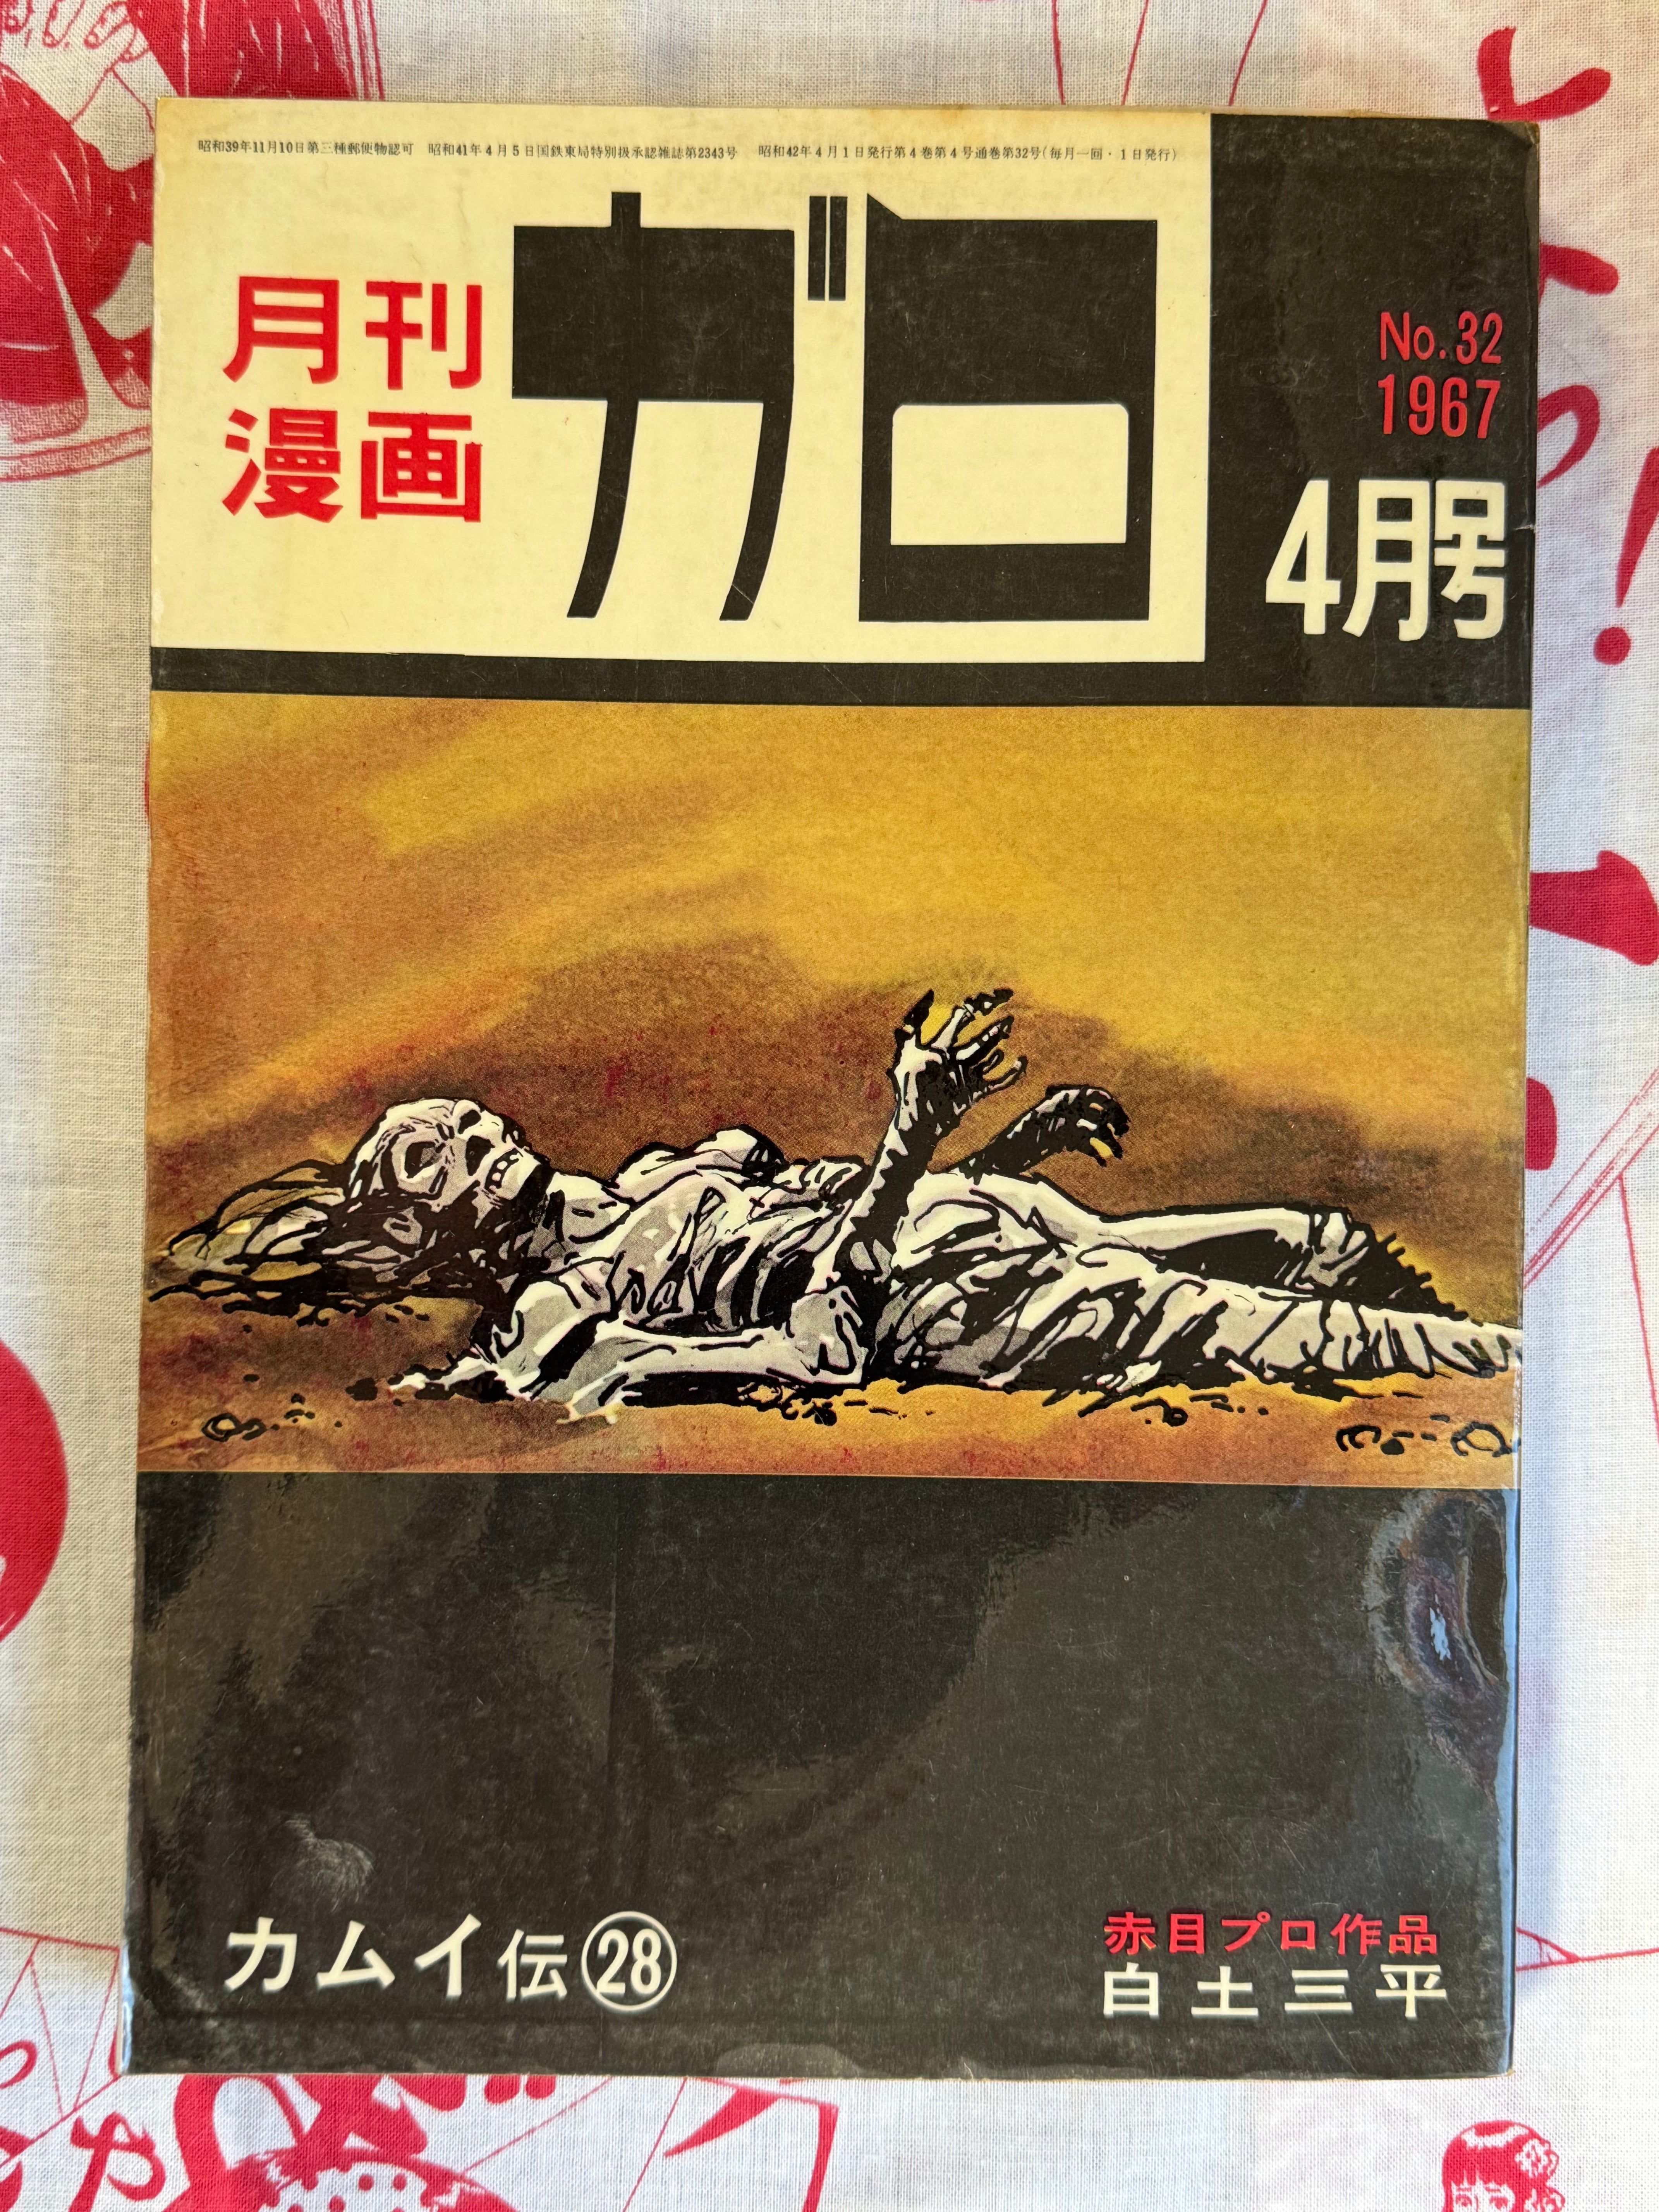 昭和39年11月10日第三種郵便物認可 昭和41年4月5日国鉄東局特別扱承認雑誌第2343号 昭和42年4月1日発行第4巻第4号通巻第32号(毎月一回・1日発行)
月刊
漫画
ガロ
No.32
1967
4月号
カムイ伝㉘
赤目プロ作品
白土三平